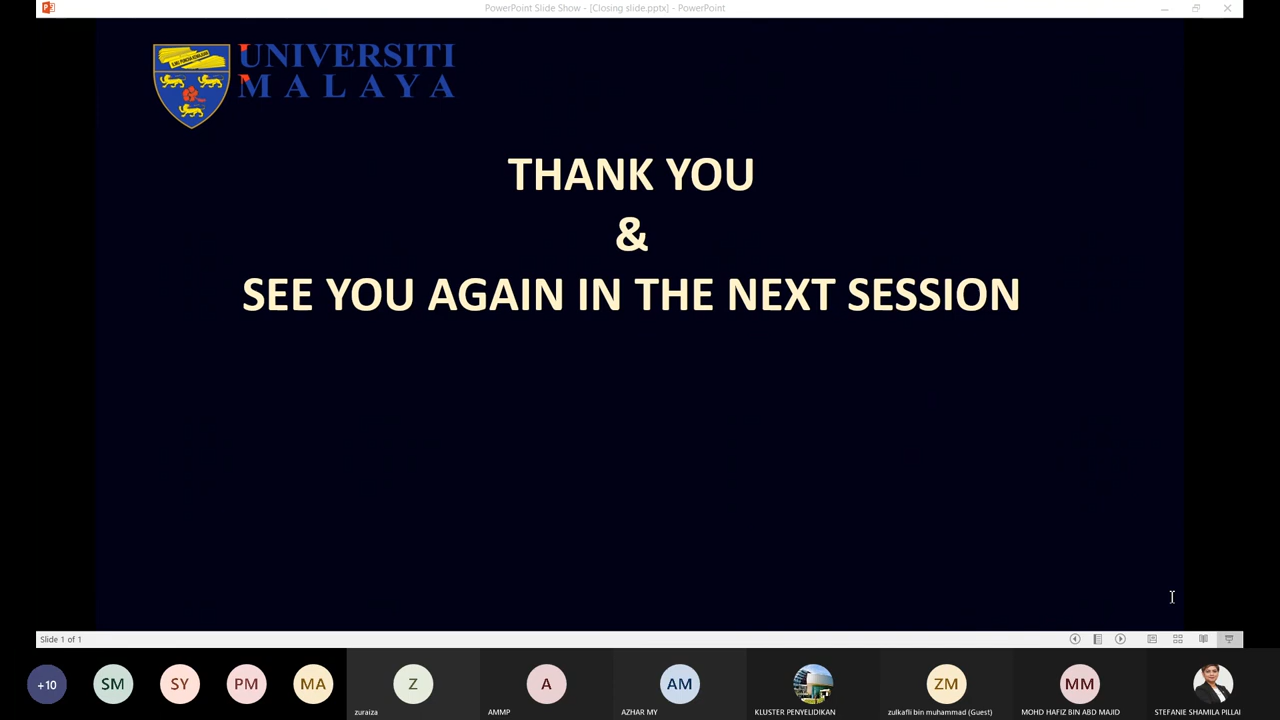 PowerPoint Slide Show - [Closing slide.pptx] - PowerPoint
UNIVERSITI
MALAYA
THANK YOU
&
SEE YOU AGAIN IN THE NEXT SESSION
Slide 1 of 1
+10
SM
SY
PM
MA
Z
zuraiza
A
AMMP
AM
AZHAR MY
KLUSTER PENYELIDIKAN
ZM
zulkafli bin muhammad (Guest)
MM
MOHD HAFIZ BIN ABD MAJID
STEFANIE SHAMILA PILLAI